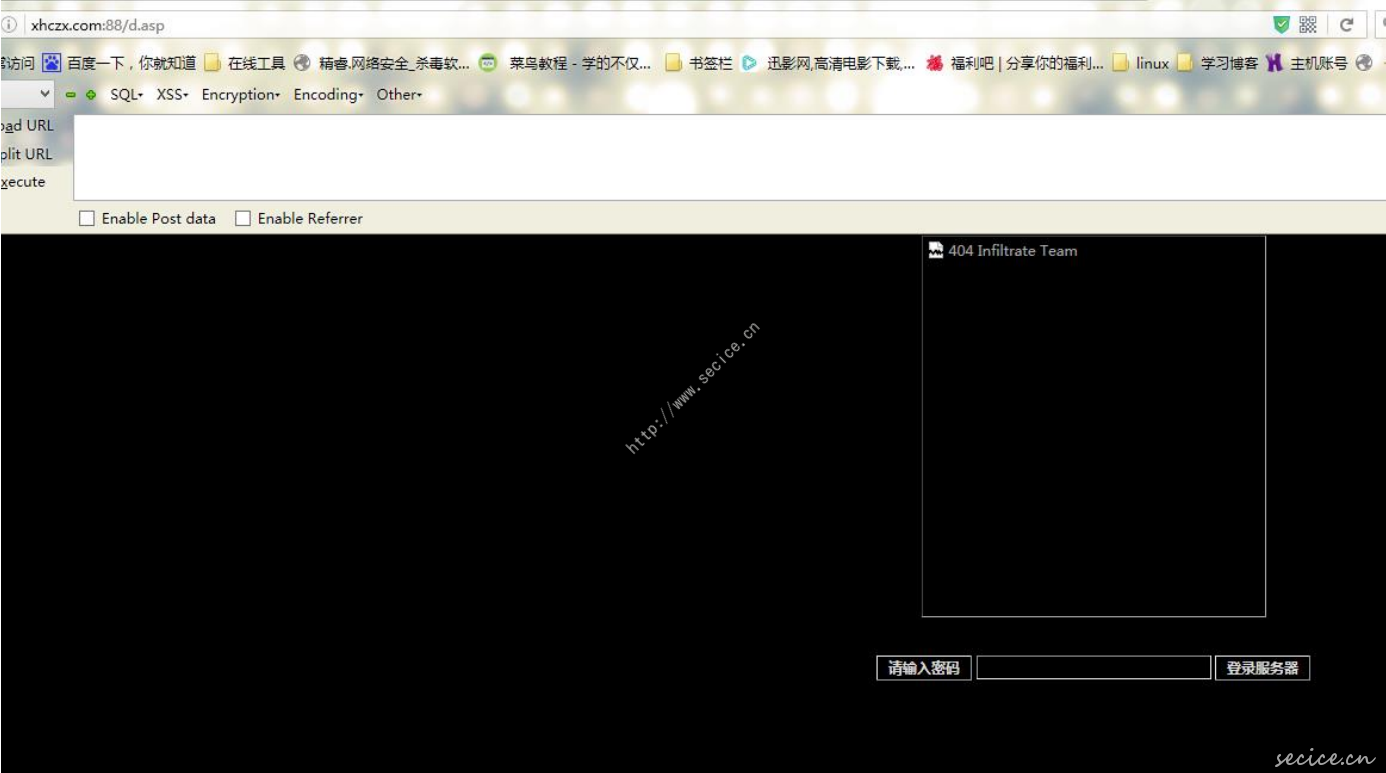 xhczx.com:88/d.asp
常访问 百度一下，你就知道 在线工具 精睿.网络安全_杀毒软... 菜鸟教程 - 学的不仅... 书签栏 迅影网,高清电影下载,... 福利吧 | 分享你的福利... linux 学习博客 主机账号
SQL XSS Encryption Encoding Other
oad URL
plit URL
xecute
Enable Post data Enable Referrer
404 Infiltrate Team
http://www.secice.cn
请输入密码 登录服务器
secice.cn